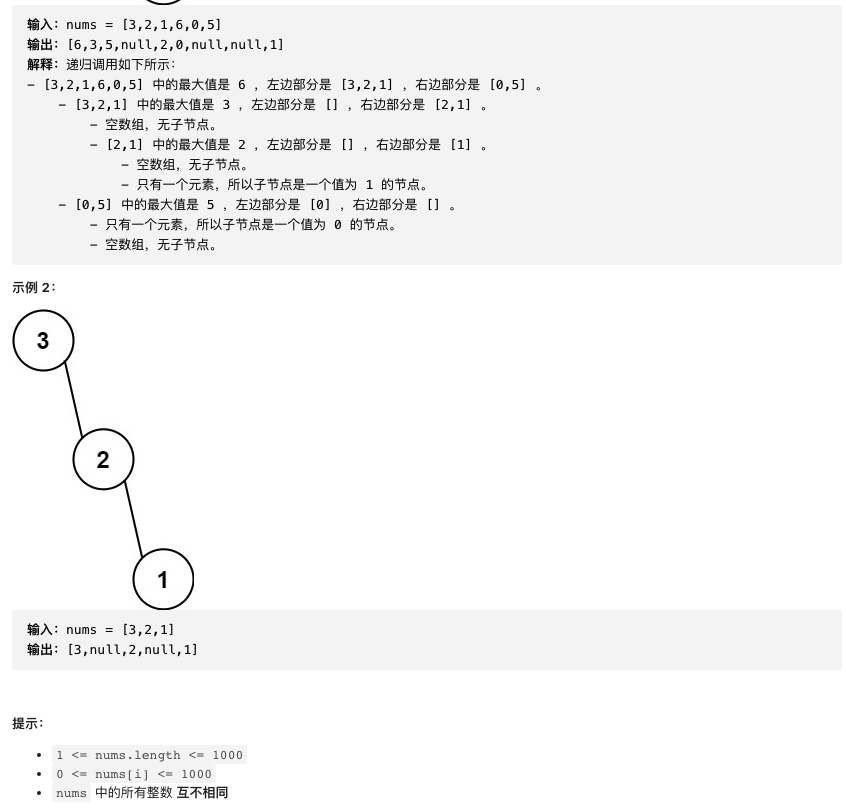 输入：nums = [3,2,1,6,0,5]
输出：[6,3,5,null,2,0,null,null,1]
解释：递归调用如下所示：
- [3,2,1,6,0,5] 中的最大值是 6 ，左边部分是 [3,2,1] ，右边部分是 [0,5] 。
- [3,2,1] 中的最大值是 3 ，左边部分是 [] ，右边部分是 [2,1] 。
- 空数组，无子节点。
- [2,1] 中的最大值是 2 ，左边部分是 [] ，右边部分是 [1] 。
- 空数组，无子节点。
- 只有一个元素，所以子节点是一个值为 1 的节点。
- [0,5] 中的最大值是 5 ，左边部分是 [0] ，右边部分是 [] 。
- 只有一个元素，所以子节点是一个值为 0 的节点。
- 空数组，无子节点。
示例 2：
3
2
1
输入：nums = [3,2,1]
输出：[3,null,2,null,1]
提示：
• 1 <= nums.length <= 1000
• 0 <= nums[i] <= 1000
• nums 中的所有整数 互不相同